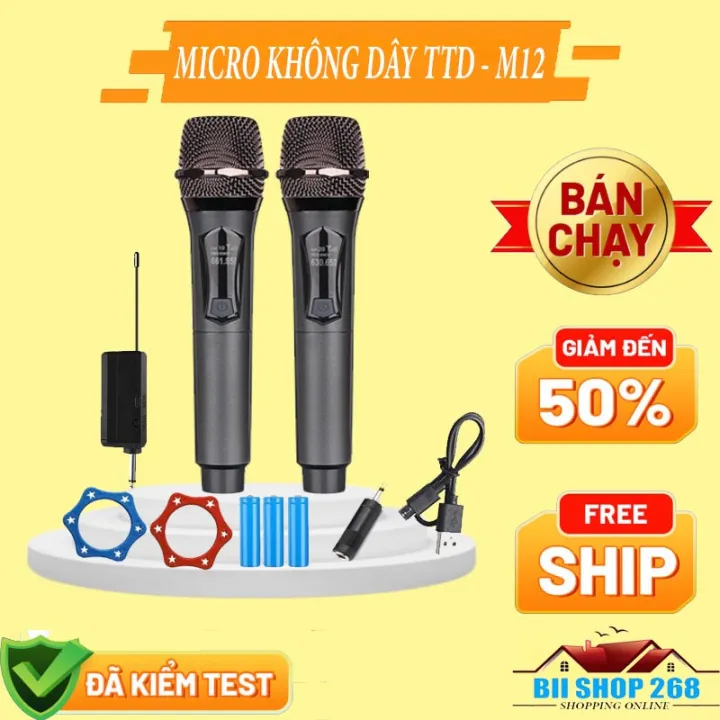 MICRO KHÔNG DÂY TTD - M12
BÁN
CHẠY
GIẢM ĐẾN
50%
FREE
SHIP
ĐÃ KIỂM TEST
BII SHOP 268
SHOPPING ONLINE